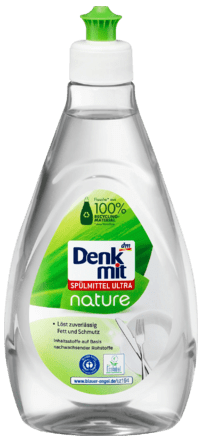 Flasche* aus
100%
RECYCLING-
MATERIAL
dm
Denk
mit
SPÜLMITTEL ULTRA
nature
• Löst zuverlässig
Fett und Schmutz
Inhaltsstoffe auf Basis
nachwachsender Rohstoffe
www.blauer-engel.de/uz194